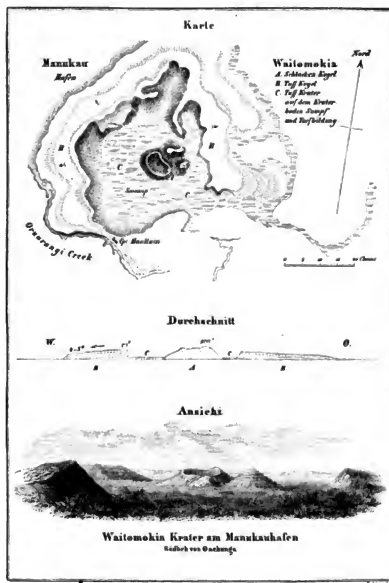 Karte
Manukau
Hafen
Waitomokia
Nord
A. Schlacken Kegel
B. Tuff Kegel
C. Tuff Krater
auf dem Krater
boden Sumpf
und Torfbildung
B
B
C
Swamp
C
Oruarangi Creek
Durchschnitt
W.
O.
B
C
A
C
B
Ansicht
Waitomokia Krater am Manukauhafen
Südlich von Onehunga